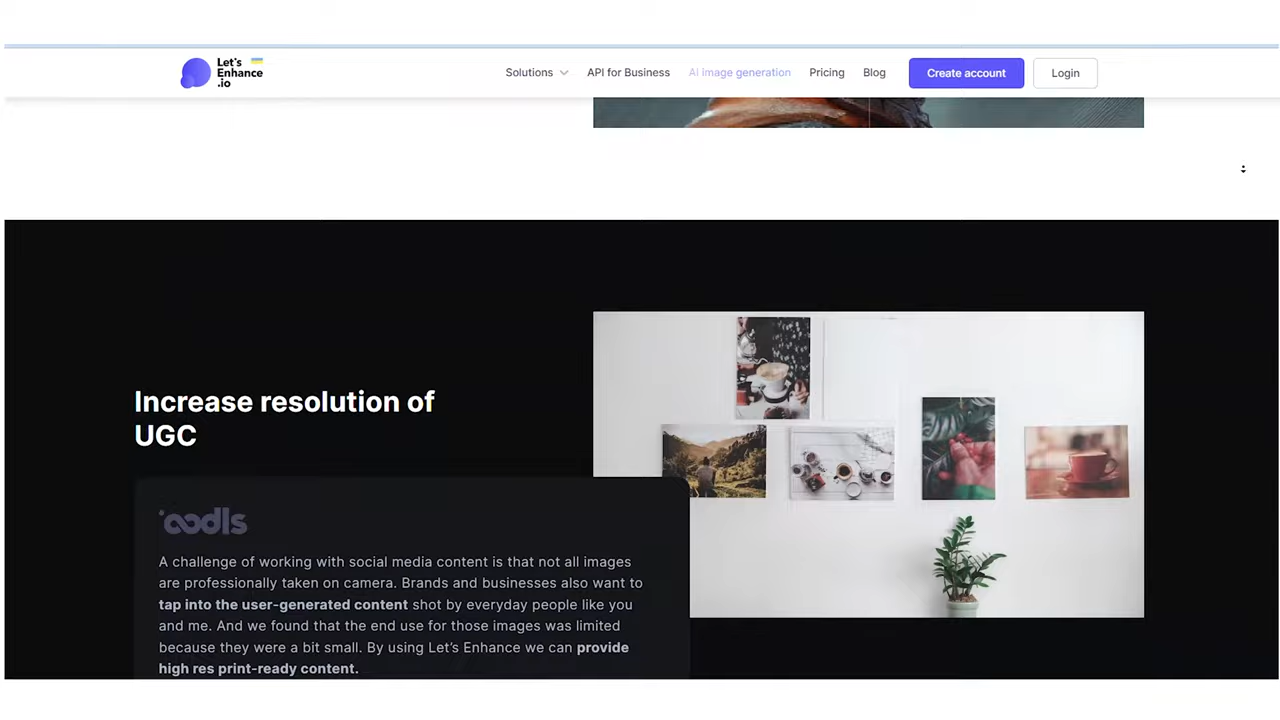 Let's
Enhance
.io
Solutions
API for Business
AI image generation
Pricing
Blog
Create account
Login
Increase resolution of
UGC
oodls
A challenge of working with social media content is that not all images
are professionally taken on camera. Brands and businesses also want to
tap into the user-generated content shot by everyday people like you
and me. And we found that the end use for those images was limited
because they were a bit small. By using Let’s Enhance we can provide
high res print-ready content.